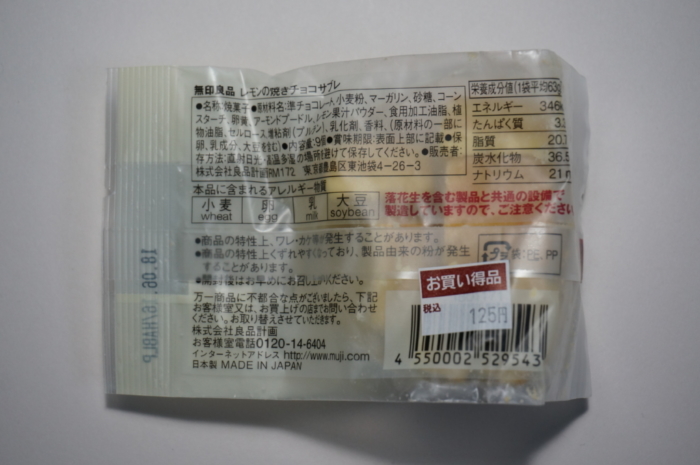 無印良品 レモンの焼きチョコサブレ
●名称:焼菓子●原材料名:準チョコレート、小麦粉、マーガリン、砂糖、コーン
スターチ、卵黄、アーモンドプードル、レモン果汁パウダー、食用加工油脂、植
物油脂、セルロース、増粘剤(プルラン)、乳化剤、香料、(原材料の一部に
卵、乳成分、大豆を含む)●内容量:9個●賞味期限:表面上部に記載●保
存方法:直射日光、高温多湿の場所を避けて保存してください。●販売者:
株式会社良品計画RM172 東京都豊島区東池袋4-26-3
本品に含まれるアレルギー物質
小麦 卵 乳 大豆
wheat egg milk soybean
栄養成分値(1袋平均63g
エネルギー 346k
たんぱく質 3.
脂質 20.
炭水化物 36.5
ナトリウム 21m
落花生を含む製品と共通の設備で
製造していますので、ご注意ください
●商品の特性上、ワレ・カケ等が発生することがあります。
●商品の特性上くずれやすくなっており、製品由来の粉が発生
することがあります。
●開封後はお早めにお召し上がりください。
万一商品に不都合な点がございましたら、下記
お客様室又は、お買上げの店までお問い合わせ
ください。お取り替えさせていただきます。
株式会社良品計画
お客様室電話0120-14-6404
インターネットアドレス http://www.muji.com/
日本製 MADE IN JAPAN
プラ 袋:PE、PP
お買い得品
税込 125円
4 550002 529543
18.06.16/HA8LP